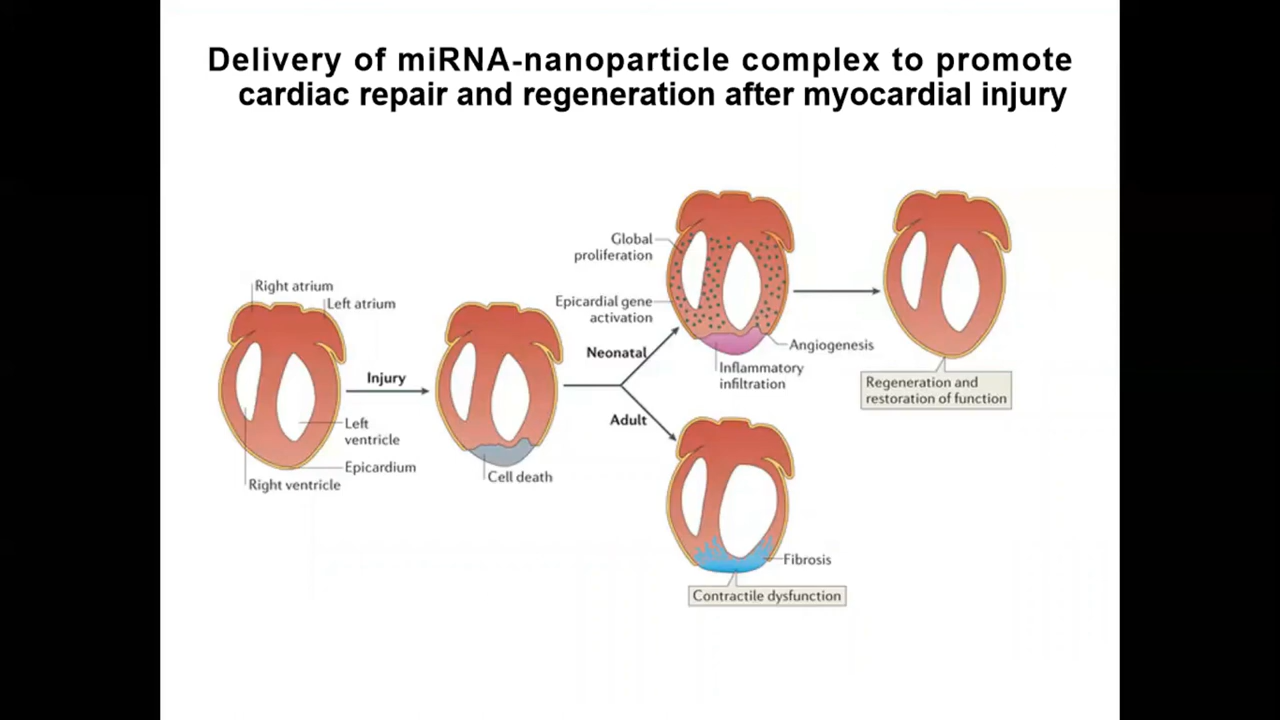 Delivery of miRNA-nanoparticle complex to promote
cardiac repair and regeneration after myocardial injury
Right atrium
Left atrium
Left
ventricle
Epicardium
Right ventricle
Injury
Cell death
Neonatal
Adult
Global
proliferation
Epicardial gene
activation
Angiogenesis
Inflammatory
infiltration
Regeneration and
restoration of function
Fibrosis
Contractile dysfunction